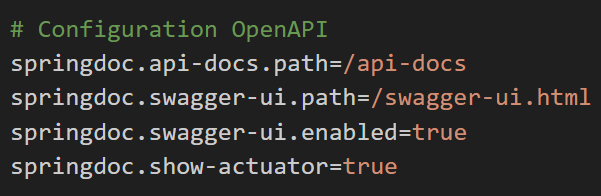 # Configuration OpenAPI
springdoc.api-docs.path=/api-docs
springdoc.swagger-ui.path=/swagger-ui.html
springdoc.swagger-ui.enabled=true
springdoc.show-actuator=true